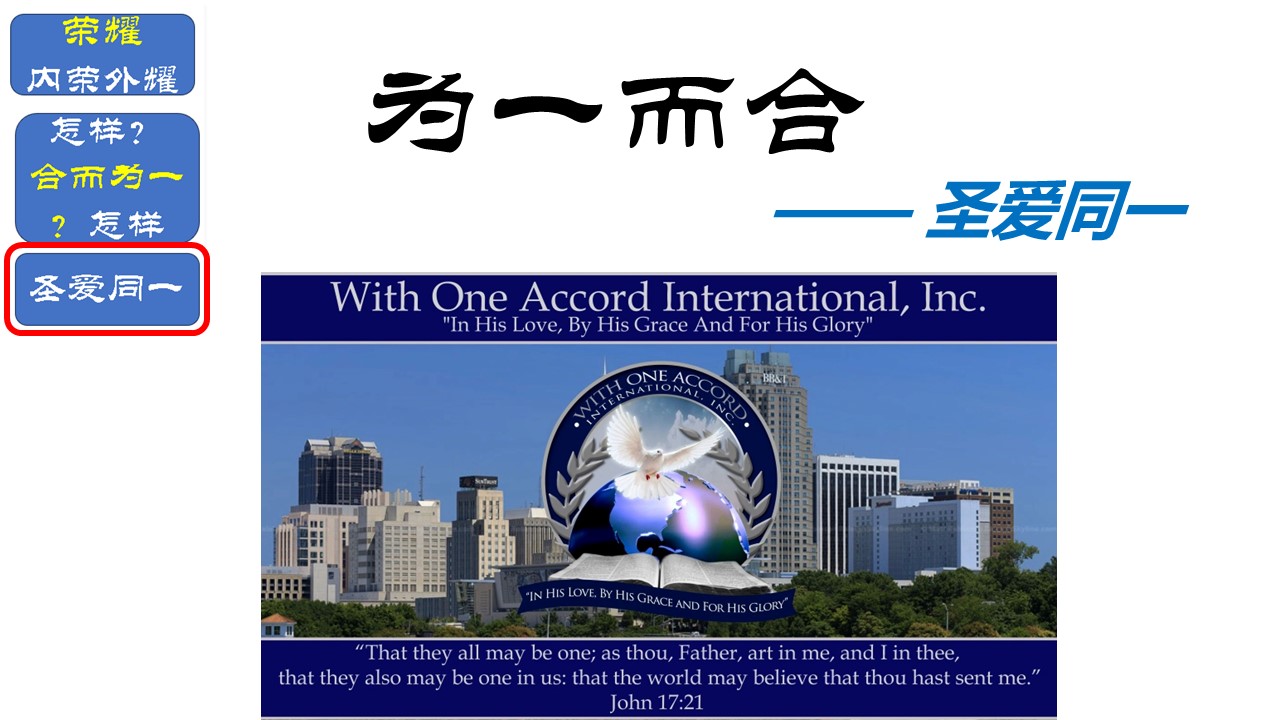 荣耀
内荣外耀
怎样?
合而为一
? 怎样
圣爱同一
为一而合
—— 圣爱同一
With One Accord International, Inc.
"In His Love, By His Grace And For His Glory"
WITH ONE ACCORD
INTERNATIONAL, INC.
BB&T
SUNTRUST
"IN HIS LOVE, BY HIS GRACE AND FOR HIS GLORY"
“That they all may be one; as thou, Father, art in me, and I in thee,
that they also may be one in us: that the world may believe that thou hast sent me.”
John 17:21